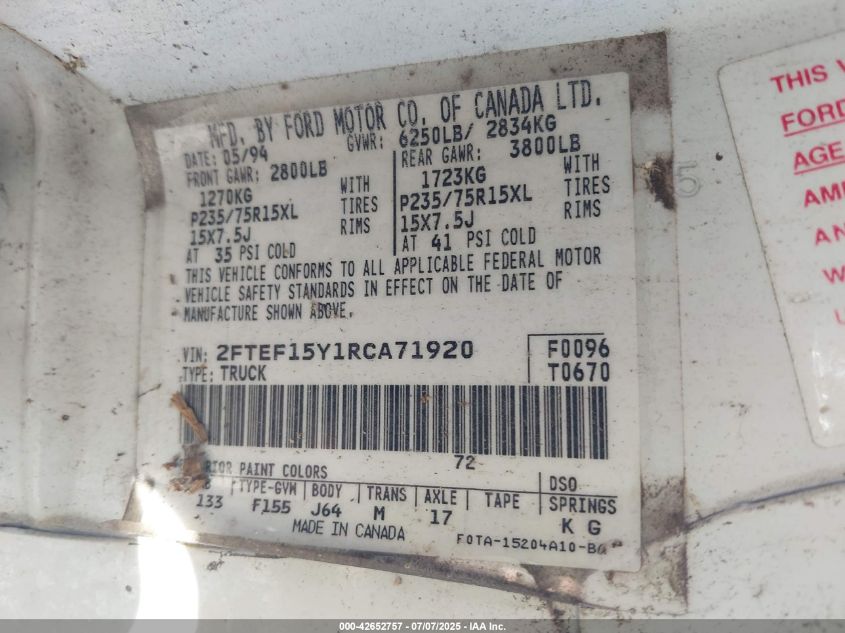 MFD. BY FORD MOTOR CO. OF CANADA LTD.
DATE: 05/94 GVWR: 6250LB/ 2834KG
FRONT GAWR: 2800LB REAR GAWR: 3800LB
1270KG WITH 1723KG WITH
P235/75R15XL TIRES P235/75R15XL TIRES
15X7.5J RIMS 15X7.5J RIMS
AT 35 PSI COLD AT 41 PSI COLD
THIS VEHICLE CONFORMS TO ALL APPLICABLE FEDERAL MOTOR
VEHICLE SAFETY STANDARDS IN EFFECT ON THE DATE OF
MANUFACTURE SHOWN ABOVE.
VIN: 2FTEF15Y1RCA71920 F0096
TYPE: TRUCK T0670
72
RIOR PAINT COLORS DSO
B TYPE-GVW BODY TRANS AXLE TAPE SPRINGS
133 F155 J64 M 17 K G
MADE IN CANADA F0TA-15204A10-B
THIS V
FORD
AGE
AM
AN
W
5
000-42652757 - 07/07/2025 - IAA Inc.